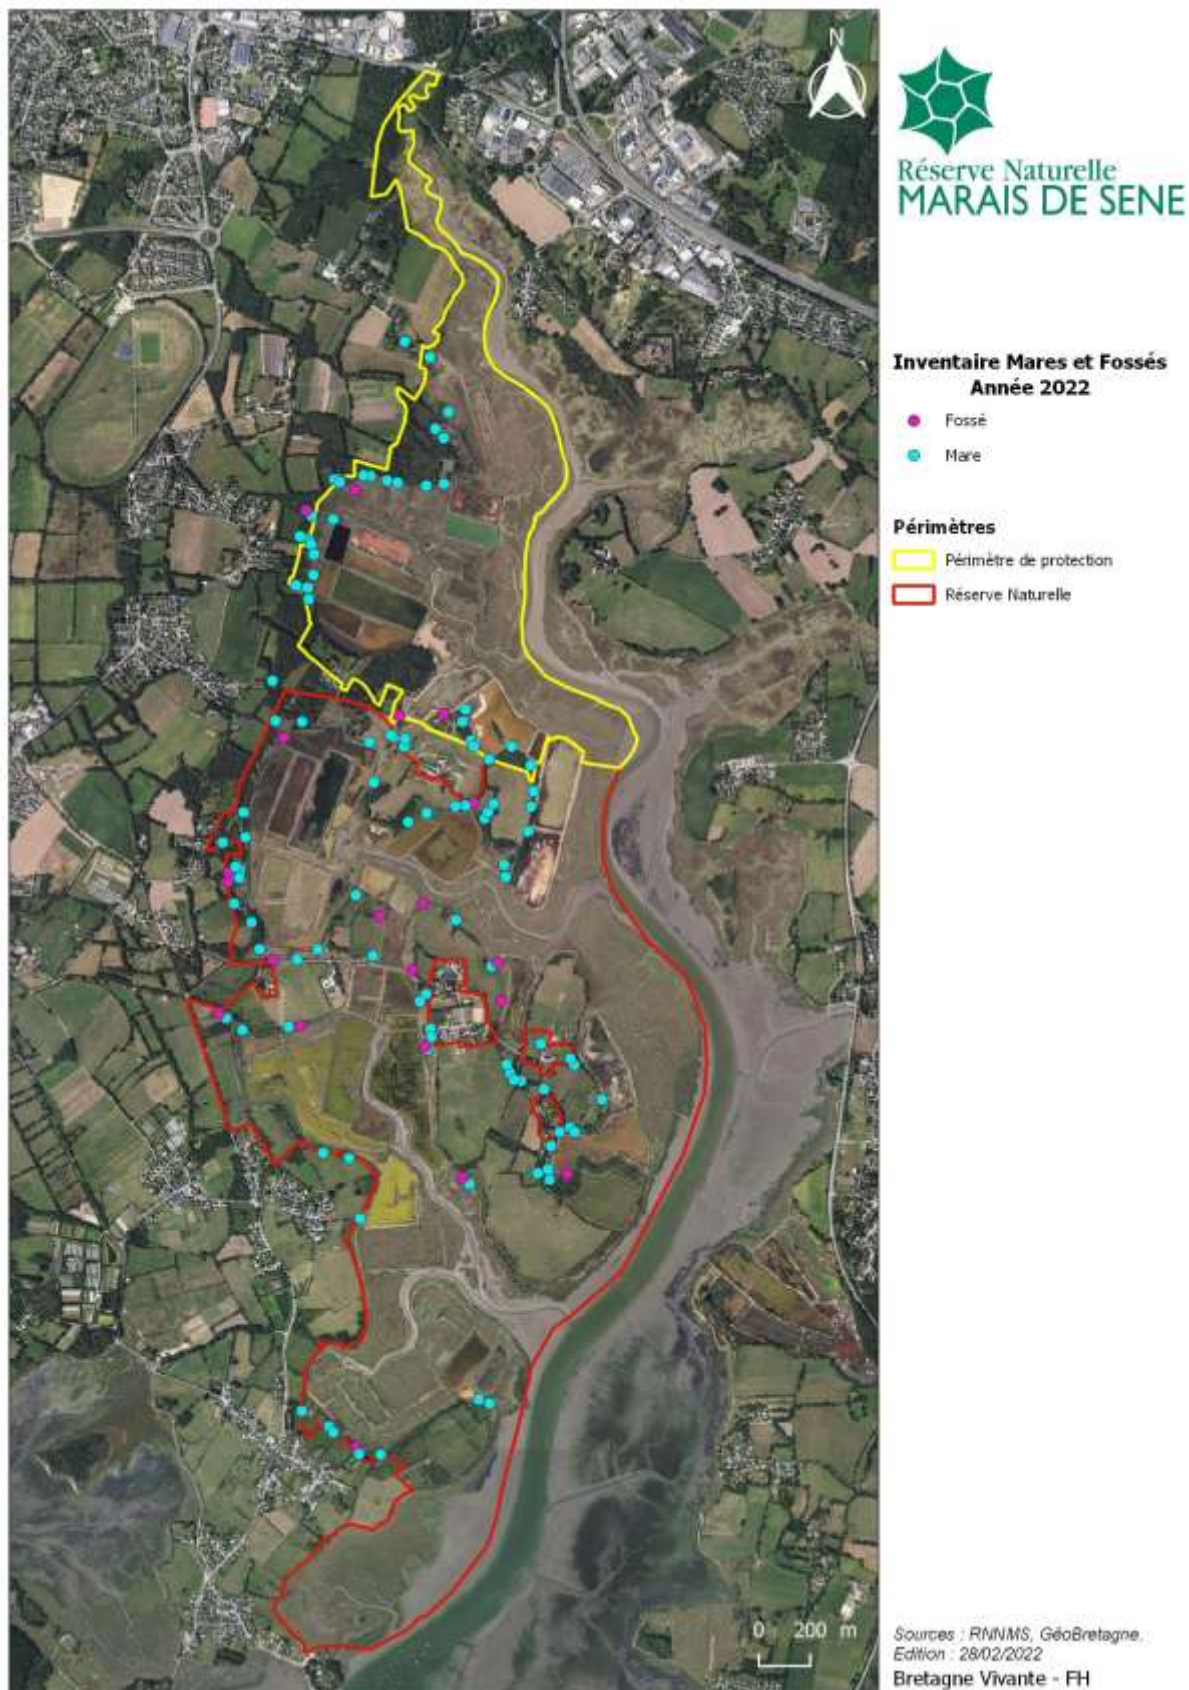 N
Réserve Naturelle
MARAIS DE SENE
Inventaire Mares et Fossés
Année 2022
Fossé
Mare
Périmètres
Périmètre de protection
Réserve Naturelle
0 200 m
Sources : RNNMS, GéoBretagne.
Edition : 28/02/2022
Bretagne Vivante - FH